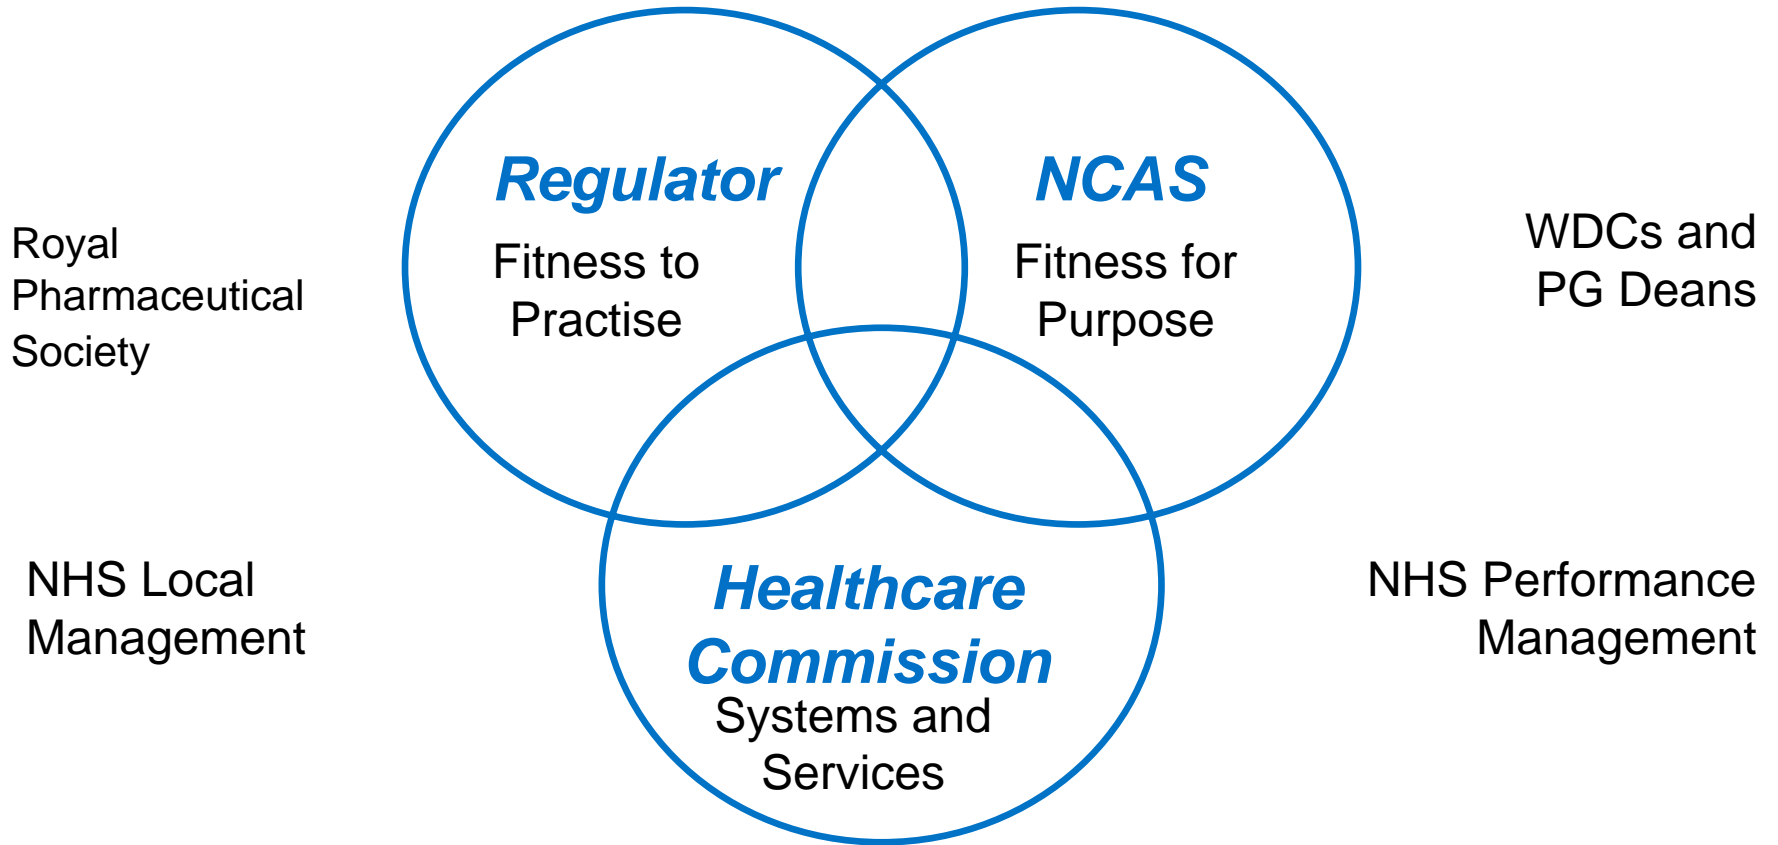 Regulator
Fitness to
Practise
NCAS
Fitness for
Purpose
Royal
Pharmaceutical
Society
WDCs and
PG Deans
NHS Local
Management
Healthcare
Commission
Systems and
Services
NHS Performance
Management